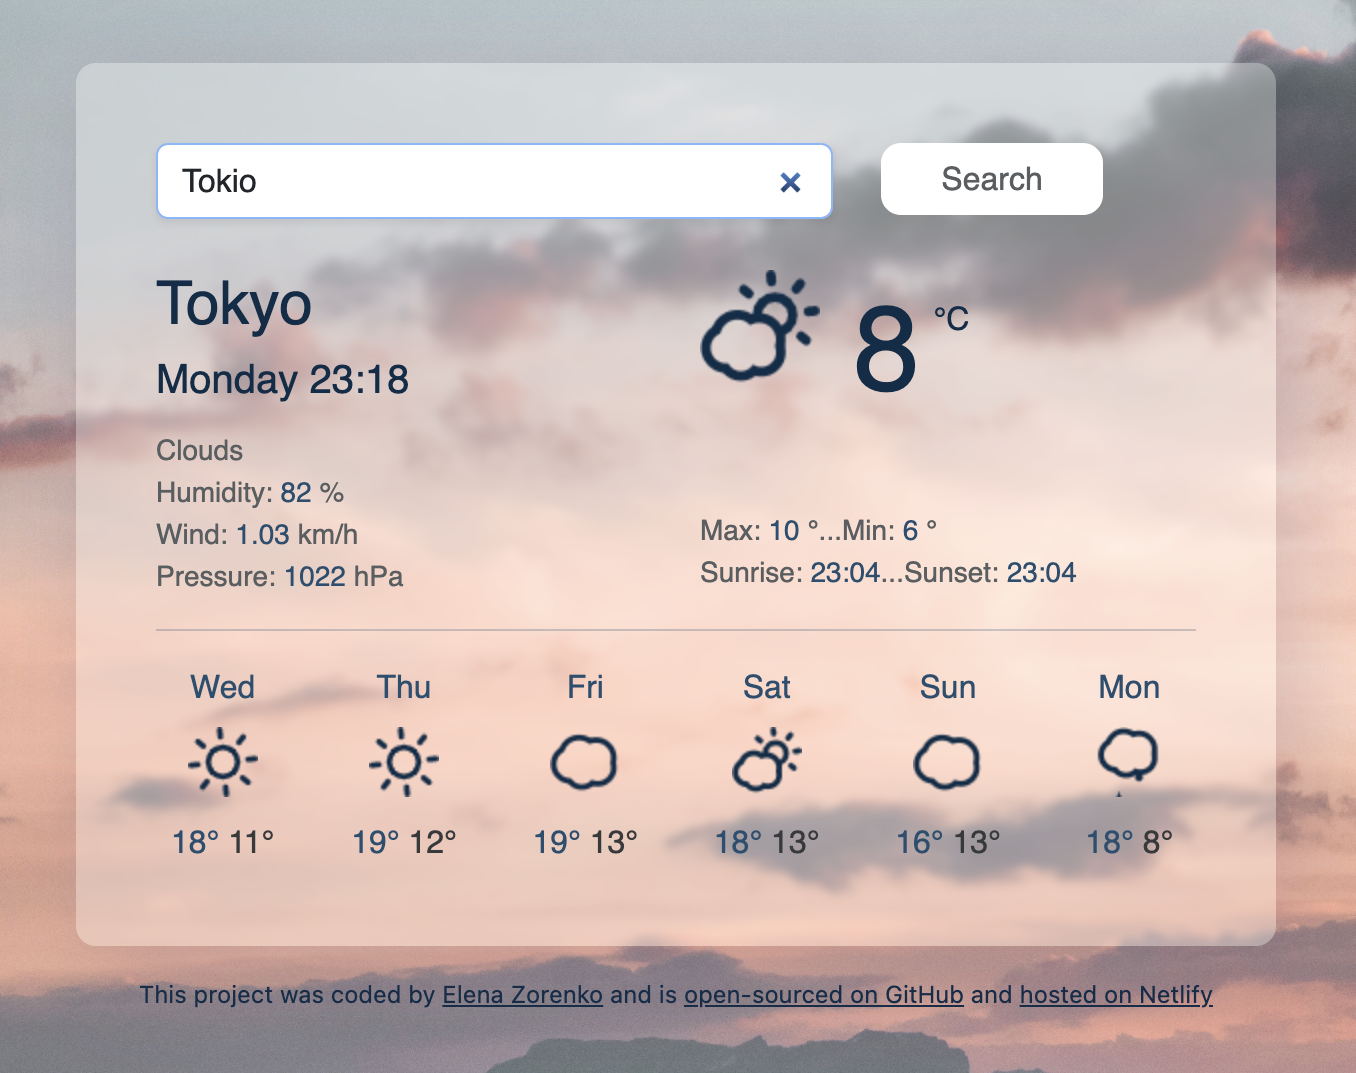 Tokio
Search
Tokyo
Monday 23:18
8 °C
Clouds
Humidity: 82 %
Wind: 1.03 km/h
Pressure: 1022 hPa
Max: 10 °...Min: 6 °
Sunrise: 23:04...Sunset: 23:04
Wed Thu Fri Sat Sun Mon
18° 11° 19° 12° 19° 13° 18° 13° 16° 13° 18° 8°
This project was coded by Elena Zorenko and is open-sourced on GitHub and hosted on Netlify